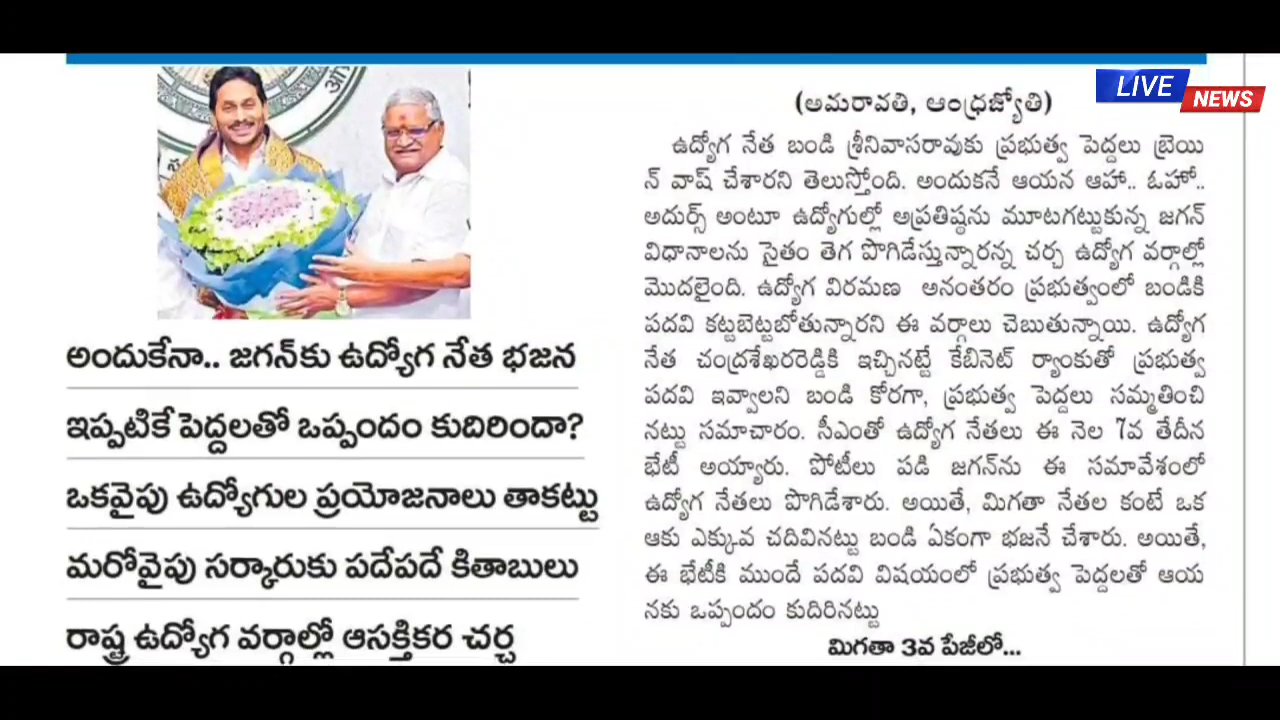 LIVE
NEWS
అందుకేనా.. జగన్‌కు ఉద్యోగ నేత భజన
ఇప్పటికే పెద్దలతో ఒప్పందం కుదిరిందా?
ఒకవైపు ఉద్యోగుల ప్రయోజనాలు తాకట్టు
మరోవైపు సర్కారుకు పదేపదే కితాబులు
రాష్ట్ర ఉద్యోగ వర్గాల్లో ఆసక్తికర చర్చ
(అమరావతి, ఆంధ్రజ్యోతి)
ఉద్యోగ నేత బండి శ్రీనివాసరావుకు ప్రభుత్వ పెద్దలు బ్రెయి
న్ వాష్ చేశారని తెలుస్తోంది. అందుకనే ఆయన ఆహా.. ఓహో..
అదుర్స్ అంటూ ఉద్యోగుల్లో అప్రతిష్ఠను మూటగట్టుకున్న జగన్
విధానాలను సైతం తెగ పొగిడేస్తున్నారన్న చర్చ ఉద్యోగ వర్గాల్లో
మొదలైంది. ఉద్యోగ విరమణ అనంతరం ప్రభుత్వంలో బండికి
పదవి కట్టబెట్టబోతున్నారని ఈ వర్గాలు చెబుతున్నాయి. ఉద్యోగ
నేత చంద్రశేఖరరెడ్డికి ఇచ్చినట్టే కేబినెట్ ర్యాంకుతో ప్రభుత్వ
పదవి ఇవ్వాలని బండి కోరగా, ప్రభుత్వ పెద్దలు సమ్మతించి
నట్టు సమాచారం. సీఎంతో ఉద్యోగ నేతలు ఈ నెల 7వ తేదీన
భేటీ అయ్యారు. పోటీలు పడి జగన్‌ను ఈ సమావేశంలో
ఉద్యోగ నేతలు పొగిడేశారు. అయితే, మిగతా నేతల కంటే ఒక
ఆకు ఎక్కువ చదివినట్టు బండి ఏకంగా భజనే చేశారు. అయితే,
ఈ భేటీకి ముందే పదవి విషయంలో ప్రభుత్వ పెద్దలతో ఆయ
నకు ఒప్పందం కుదిరినట్టు
మిగతా 3వ పేజీలో...